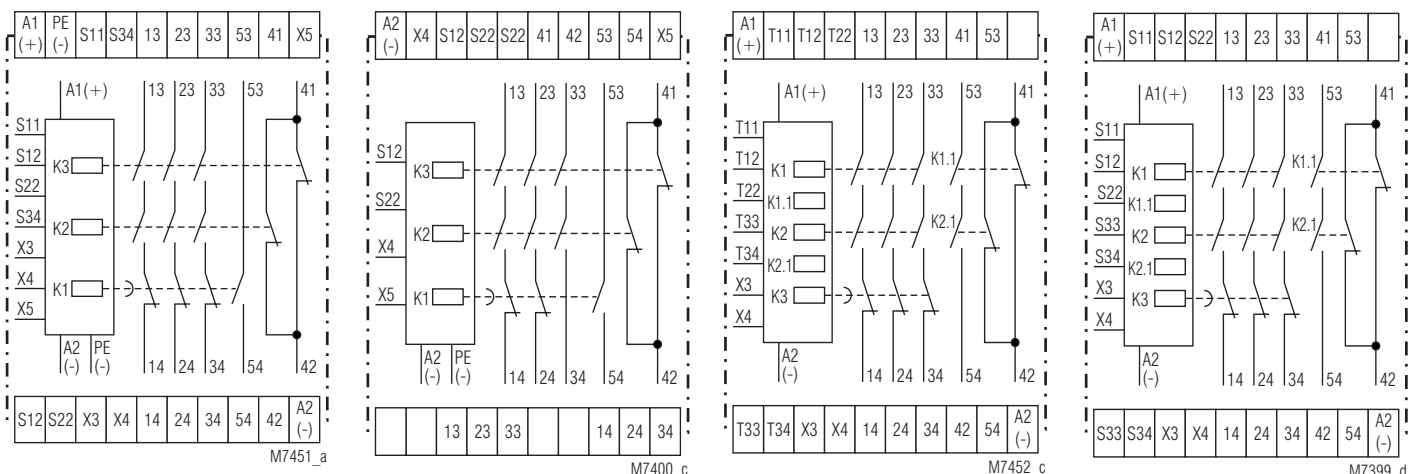 A1 (+) PE (-) S11 S34 13 23 33 53 41 X5
A1(+) 13 23 33 53 41
S11
S12
K3
S22
S34
K2
X3
X4
K1
X5
A2 (-) PE (-) 14 24 34 54 42
S12 S22 X3 X4 14 24 34 54 42 A2 (-)
M7451_a
A2 (-) X4 S12 S22 S22 41 42 53 54 X5
13 23 33 53 41
S12
K3
S22
K2
X4
X5
K1
A2 (-) PE (-) 14 24 34 54 42
13 23 33 14 24 34
M7400_c
A1 (+) T11 T12 T22 13 23 33 41 53
A1(+) 13 23 33 53 41
T11
T12
K1 K1.1
T22
K1.1
T33
K2 K2.1
T34
K2.1
X3
K3
X4
A2 (-) 14 24 34 54 42
T33 T34 X3 X4 14 24 34 42 54 A2 (-)
M7452_c
A1 (+) S11 S12 S22 13 23 33 41 53
A1(+) 13 23 33 53 41
S11
S12
K1 K1.1
S22
K1.1
S33
K2 K2.1
S34
K2.1
X3
K3
X4
A2 (-) 14 24 34 54 42
S33 S34 X3 X4 14 24 34 42 54 A2 (-)
M7399_d